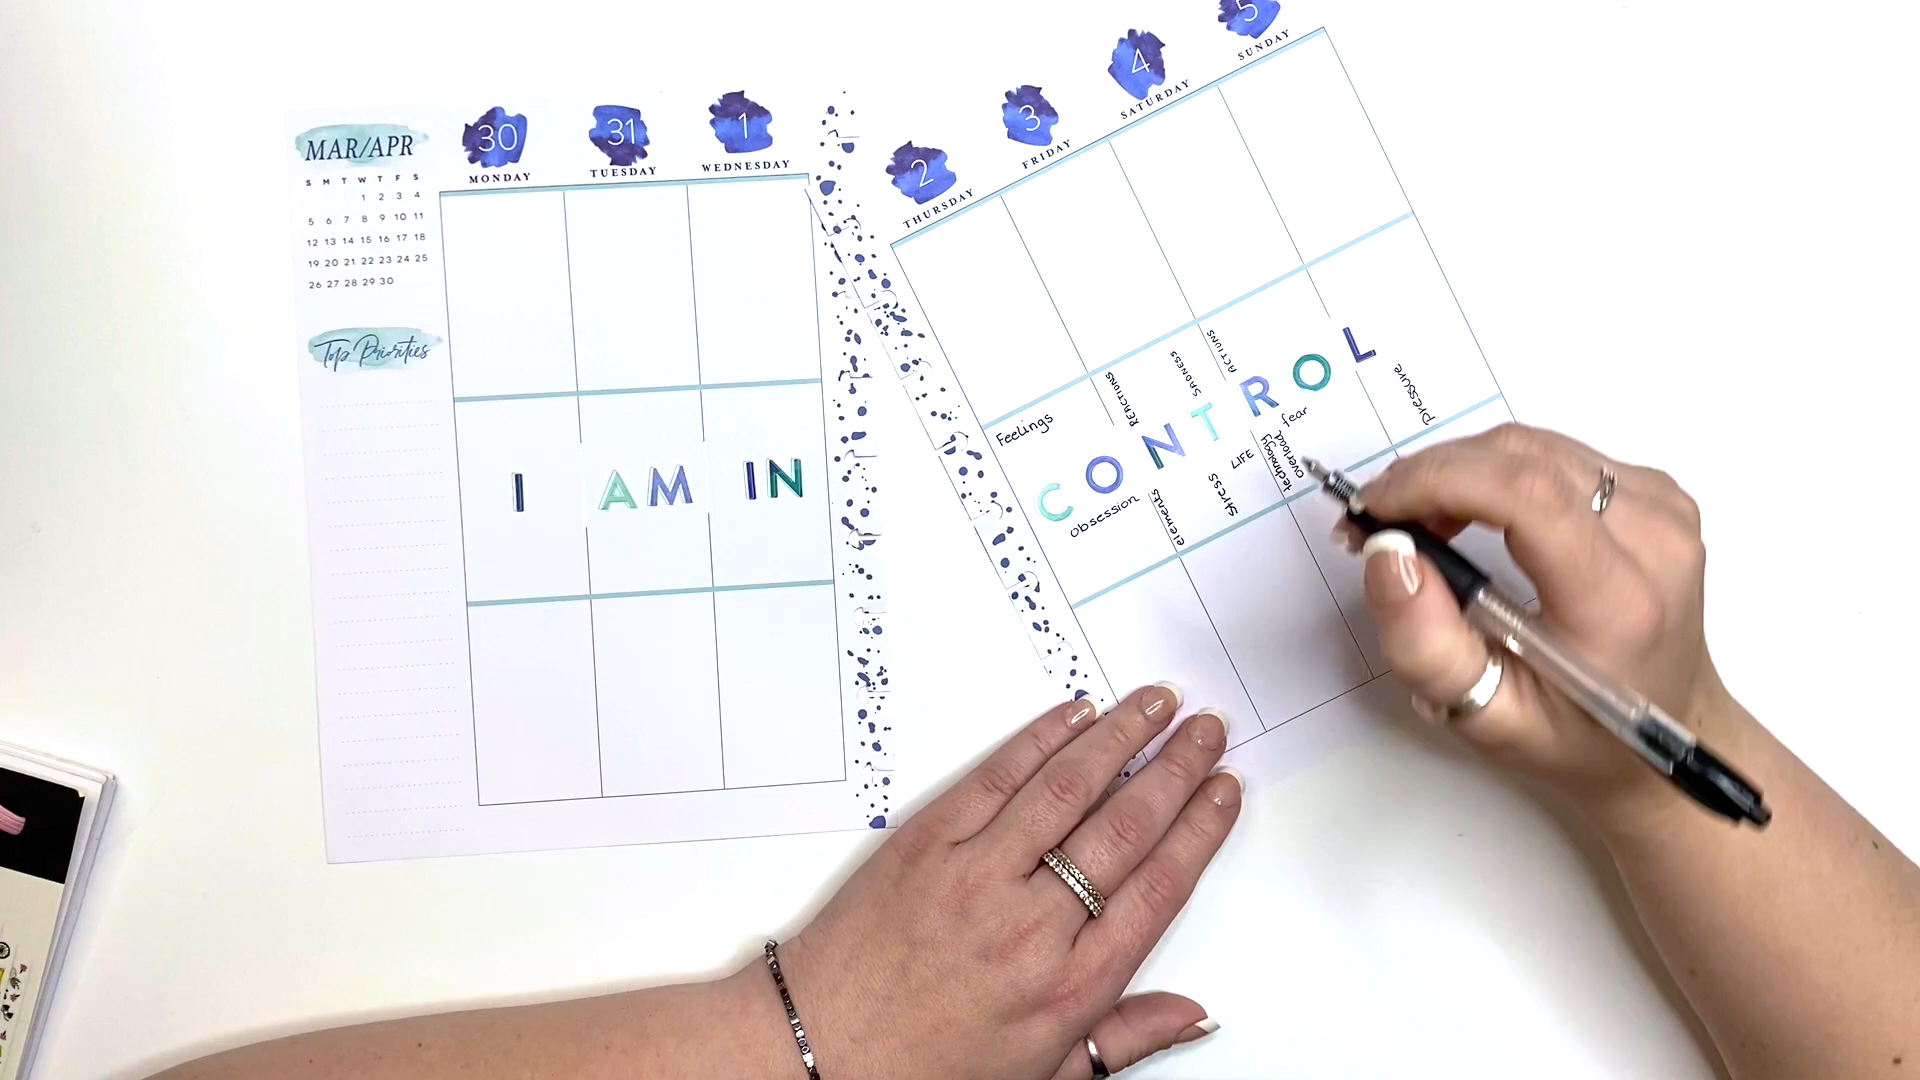 MAR/APR
S M T W T F S
1 2 3 4
5 6 7 8 9 10 11
12 13 14 15 16 17 18
19 20 21 22 23 24 25
26 27 28 29 30
Top Priorities
30
MONDAY
31
TUESDAY
1
WEDNESDAY
I AM IN
2
THURSDAY
3
FRIDAY
4
SATURDAY
5
SUNDAY
Feelings
REACTIONS
SADNESS
ACTIONS
CONTROL
obsession
elements
stress
LIFE
technology
overload
fear
pressure